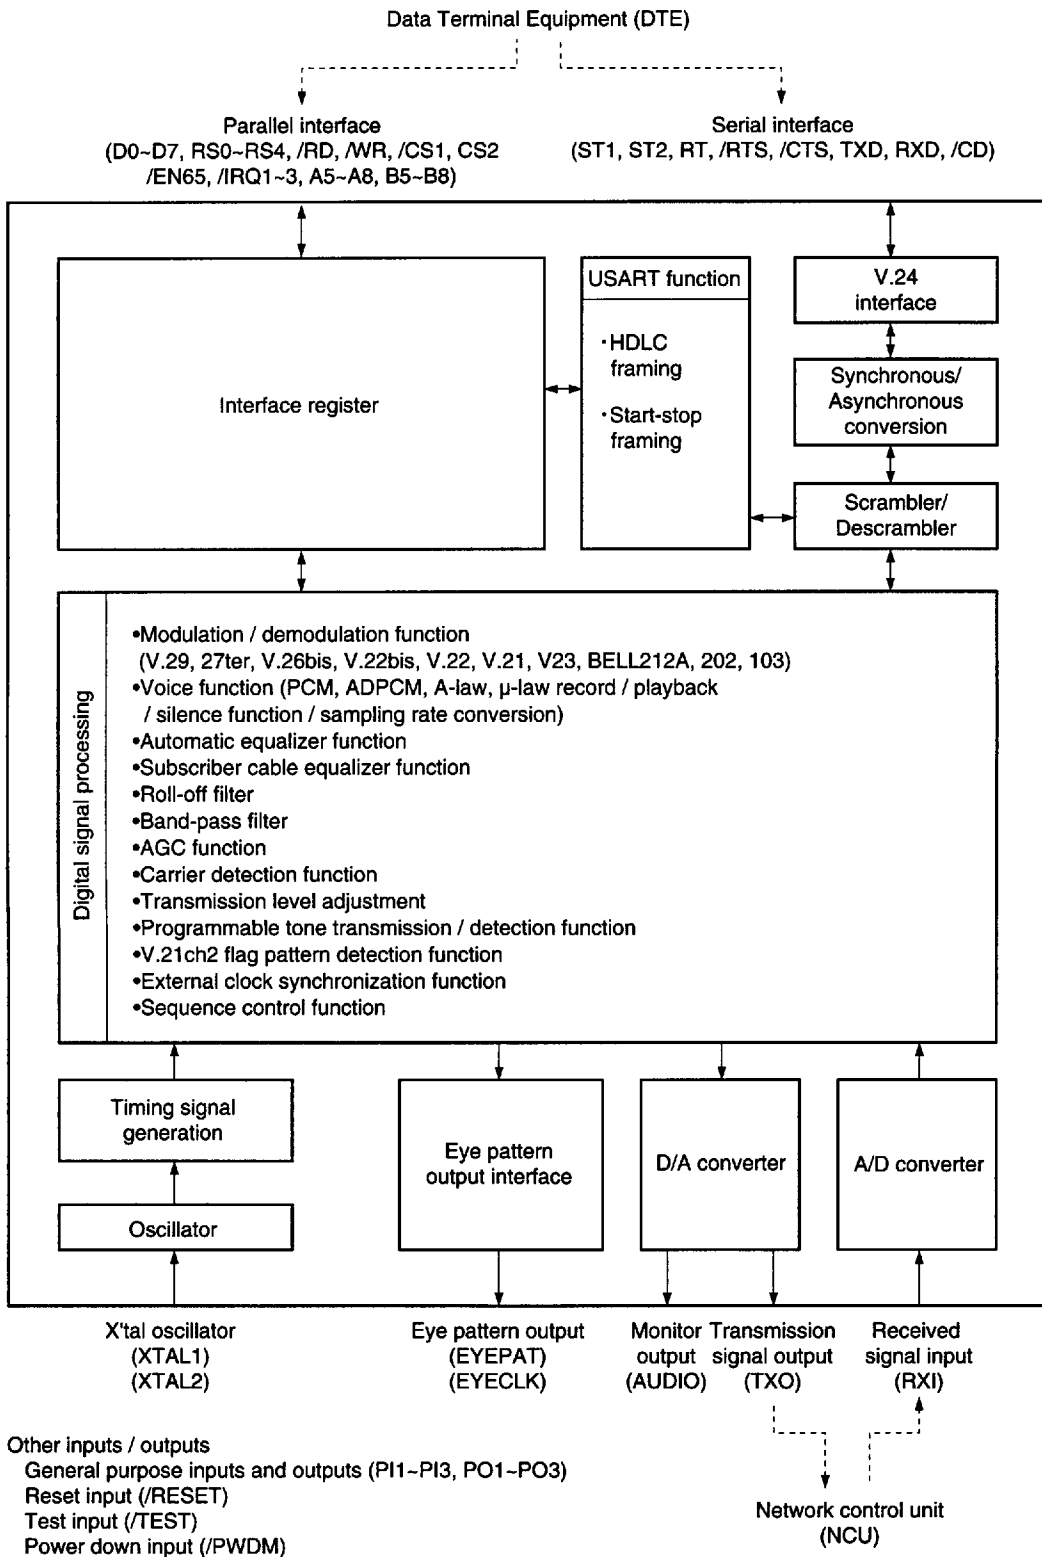 Data Terminal Equipment (DTE)
Parallel interface
(D0~D7, RS0~RS4, /RD, /WR, /CS1, CS2
/EN65, /IRQ1~3, A5~A8, B5~B8)
Serial interface
(ST1, ST2, RT, /RTS, /CTS, TXD, RXD, /CD)
Interface register
USART function
·HDLC
framing
·Start-stop
framing
V.24
interface
Synchronous/
Asynchronous
conversion
Scrambler/
Descrambler
Digital signal processing
•Modulation / demodulation function
(V.29, 27ter, V.26bis, V.22bis, V.22, V.21, V23, BELL212A, 202, 103)
•Voice function (PCM, ADPCM, A-law, µ-law record / playback
/ silence function / sampling rate conversion)
•Automatic equalizer function
•Subscriber cable equalizer function
•Roll-off filter
•Band-pass filter
•AGC function
•Carrier detection function
•Transmission level adjustment
•Programmable tone transmission / detection function
•V.21ch2 flag pattern detection function
•External clock synchronization function
•Sequence control function
Timing signal
generation
Oscillator
Eye pattern
output interface
D/A converter
A/D converter
X'tal oscillator
(XTAL1)
(XTAL2)
Eye pattern output
(EYEPAT)
(EYECLK)
Monitor
output
(AUDIO)
Transmission
signal output
(TXO)
Received
signal input
(RXI)
Network control unit
(NCU)
Other inputs / outputs
General purpose inputs and outputs (PI1~PI3, PO1~PO3)
Reset input (/RESET)
Test input (/TEST)
Power down input (/PWDM)